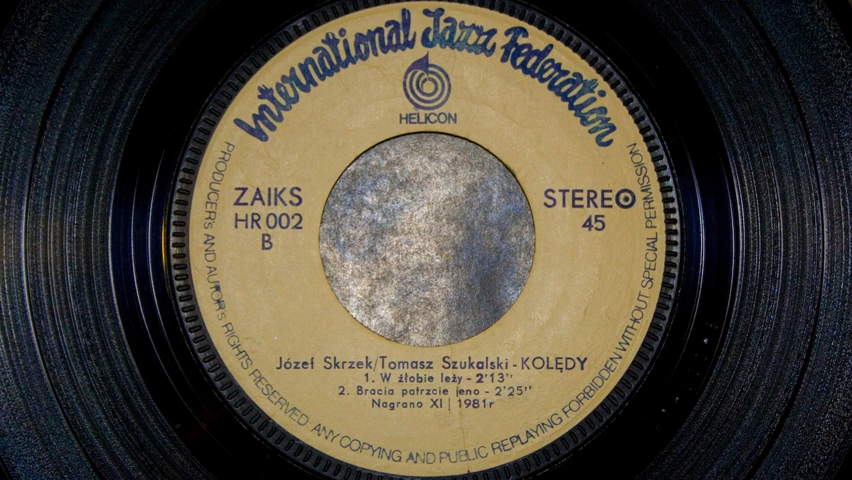 International Jazz Federation
HELICON
ZAIKS
HR 002
B
STEREO
45
Józef Skrzek/Tomasz Szukalski - KOLĘDY
1. W żłobie leży - 2'13"
2. Bracia patrzcie jeno - 2'25"
Nagrano XI | 1981r
PRODUCERs AND AUTOR's RIGHTS RESERVED ANY COPYING AND PUBLIC REPLAYING FORBIDDEN WITHOUT SPECIAL PERMISSION